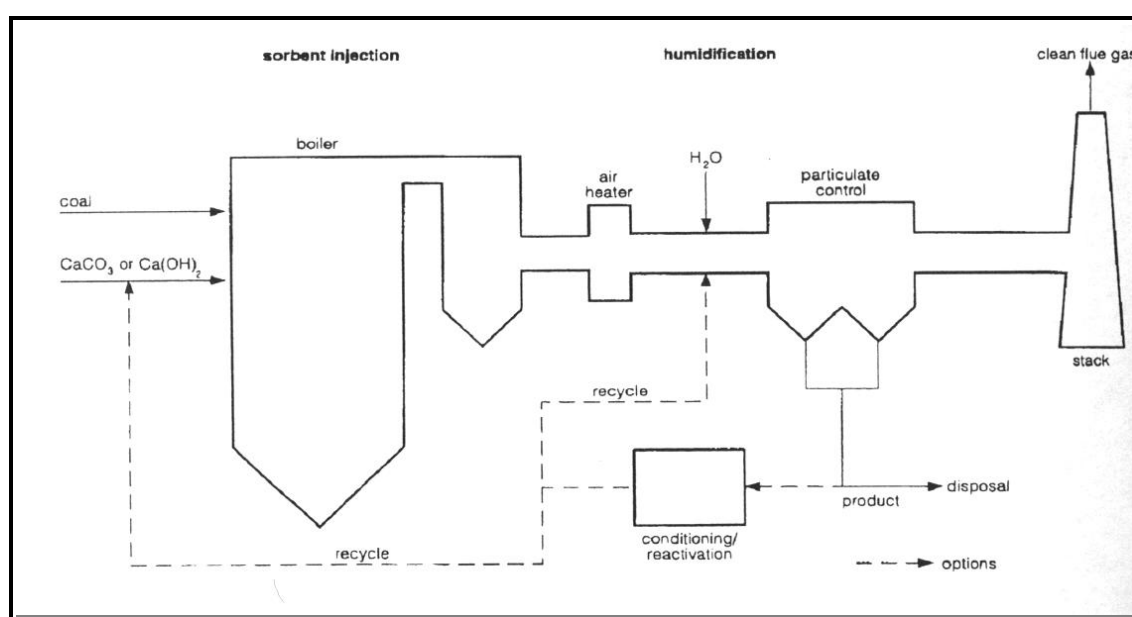 sorbent injection
humidification
clean flue gas
boiler
H₂O
air
heater
particulate
control
coal
CaCO₃ or Ca(OH)₂
stack
recycle
disposal
product
conditioning/
reactivation
recycle
options